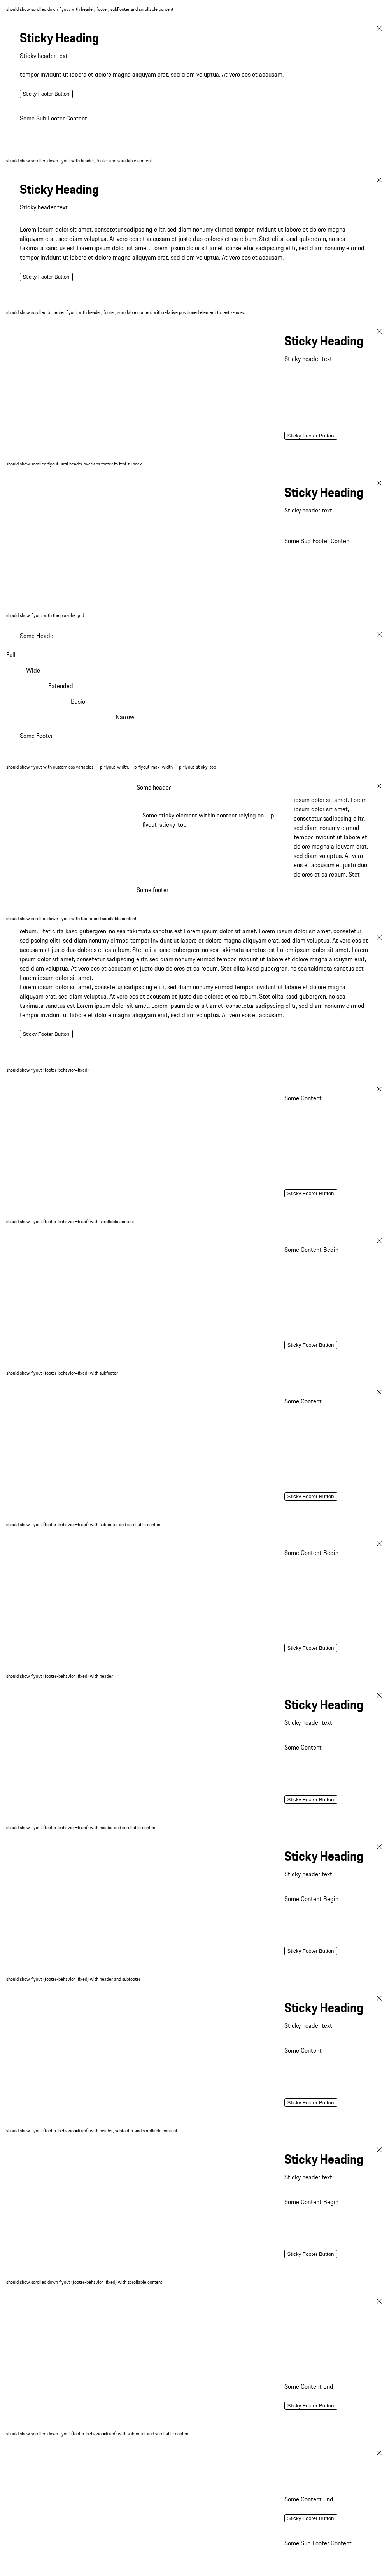 should show scrolled down flyout with header, footer, subFooter and scrollable content
Sticky Heading
Sticky header text
tempor invidunt ut labore et dolore magna aliquyam erat, sed diam voluptua. At vero eos et accusam.
Sticky Footer Button
Some Sub Footer Content
should show scrolled down flyout with header, footer and scrollable content
Sticky Heading
Sticky header text
Lorem ipsum dolor sit amet, consetetur sadipscing elitr, sed diam nonumy eirmod tempor invidunt ut labore et dolore magna
aliquyam erat, sed diam voluptua. At vero eos et accusam et justo duo dolores et ea rebum. Stet clita kasd gubergren, no sea
takimata sanctus est Lorem ipsum dolor sit amet. Lorem ipsum dolor sit amet, consetetur sadipscing elitr, sed diam nonumy eirmod
tempor invidunt ut labore et dolore magna aliquyam erat, sed diam voluptua. At vero eos et accusam.
Sticky Footer Button
should show scrolled to center flyout with header, footer, scrollable content with relative positioned element to test z-index
Sticky Heading
Sticky header text
Sticky Footer Button
should show scrolled flyout until header overlaps footer to test z-index
Sticky Heading
Sticky header text
Some Sub Footer Content
should show flyout with the porsche grid
Some Header
Full
Wide
Extended
Basic
Narrow
Some Footer
should show flyout with custom css variables (--p-flyout-width, --p-flyout-max-width, --p-flyout-sticky-top)
Some header
Some sticky element within content relying on --p-
flyout-sticky-top
ipsum dolor sit amet. Lorem
ipsum dolor sit amet,
consetetur sadipscing elitr,
sed diam nonumy eirmod
tempor invidunt ut labore et
dolore magna aliquyam erat,
sed diam voluptua. At vero
eos et accusam et justo duo
dolores et ea rebum. Stet
Some footer
should show scrolled down flyout with footer and scrollable content
rebum. Stet clita kasd gubergren, no sea takimata sanctus est Lorem ipsum dolor sit amet. Lorem ipsum dolor sit amet, consetetur
sadipscing elitr, sed diam nonumy eirmod tempor invidunt ut labore et dolore magna aliquyam erat, sed diam voluptua. At vero eos et
accusam et justo duo dolores et ea rebum. Stet clita kasd gubergren, no sea takimata sanctus est Lorem ipsum dolor sit amet. Lorem
ipsum dolor sit amet, consetetur sadipscing elitr, sed diam nonumy eirmod tempor invidunt ut labore et dolore magna aliquyam erat,
sed diam voluptua. At vero eos et accusam et justo duo dolores et ea rebum. Stet clita kasd gubergren, no sea takimata sanctus est
Lorem ipsum dolor sit amet.
Lorem ipsum dolor sit amet, consetetur sadipscing elitr, sed diam nonumy eirmod tempor invidunt ut labore et dolore magna
aliquyam erat, sed diam voluptua. At vero eos et accusam et justo duo dolores et ea rebum. Stet clita kasd gubergren, no sea
takimata sanctus est Lorem ipsum dolor sit amet. Lorem ipsum dolor sit amet, consetetur sadipscing elitr, sed diam nonumy eirmod
tempor invidunt ut labore et dolore magna aliquyam erat, sed diam voluptua. At vero eos et accusam.
Sticky Footer Button
should show flyout (footer-behavior=fixed)
Some Content
Sticky Footer Button
should show flyout (footer-behavior=fixed) with scrollable content
Some Content Begin
Sticky Footer Button
should show flyout (footer-behavior=fixed) with subfooter
Some Content
Sticky Footer Button
should show flyout (footer-behavior=fixed) with subfooter and scrollable content
Some Content Begin
Sticky Footer Button
should show flyout (footer-behavior=fixed) with header
Sticky Heading
Sticky header text
Some Content
Sticky Footer Button
should show flyout (footer-behavior=fixed) with header and scrollable content
Sticky Heading
Sticky header text
Some Content Begin
Sticky Footer Button
should show flyout (footer-behavior=fixed) with header and subfooter
Sticky Heading
Sticky header text
Some Content
Sticky Footer Button
should show flyout (footer-behavior=fixed) with header, subfooter and scrollable content
Sticky Heading
Sticky header text
Some Content Begin
Sticky Footer Button
should show scrolled down flyout (footer-behavior=fixed) with scrollable content
Some Content End
Sticky Footer Button
should show scrolled down flyout (footer-behavior=fixed) with subfooter and scrollable content
Some Content End
Sticky Footer Button
Some Sub Footer Content